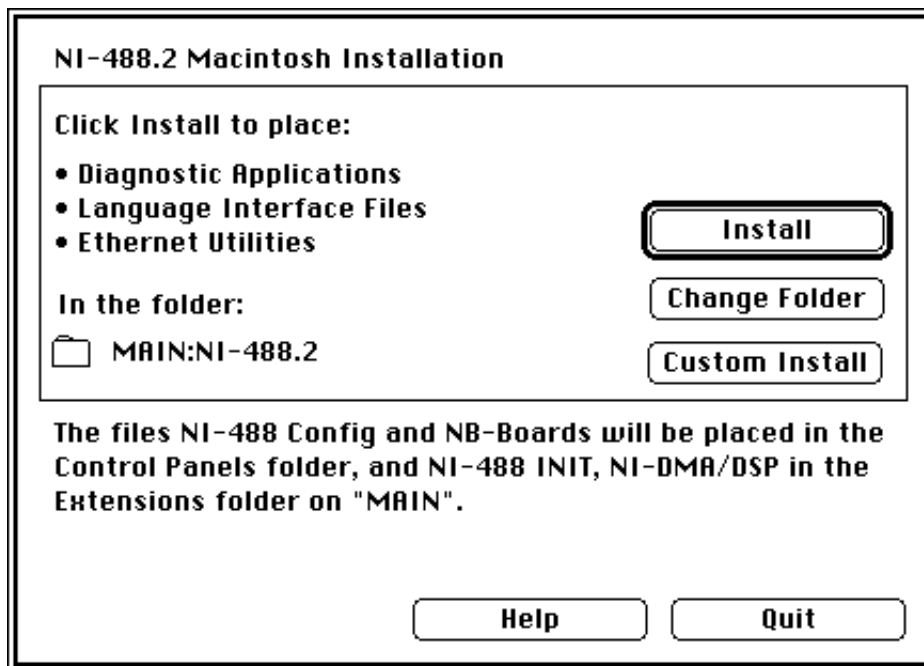 NI-488.2 Macintosh Installation
Click Install to place:
• Diagnostic Applications
• Language Interface Files
• Ethernet Utilities
Install
In the folder:
Change Folder
MAIN:NI-488.2
Custom Install
The files NI-488 Config and NB-Boards will be placed in the
Control Panels folder, and NI-488 INIT, NI-DMA/DSP in the
Extensions folder on "MAIN".
Help
Quit